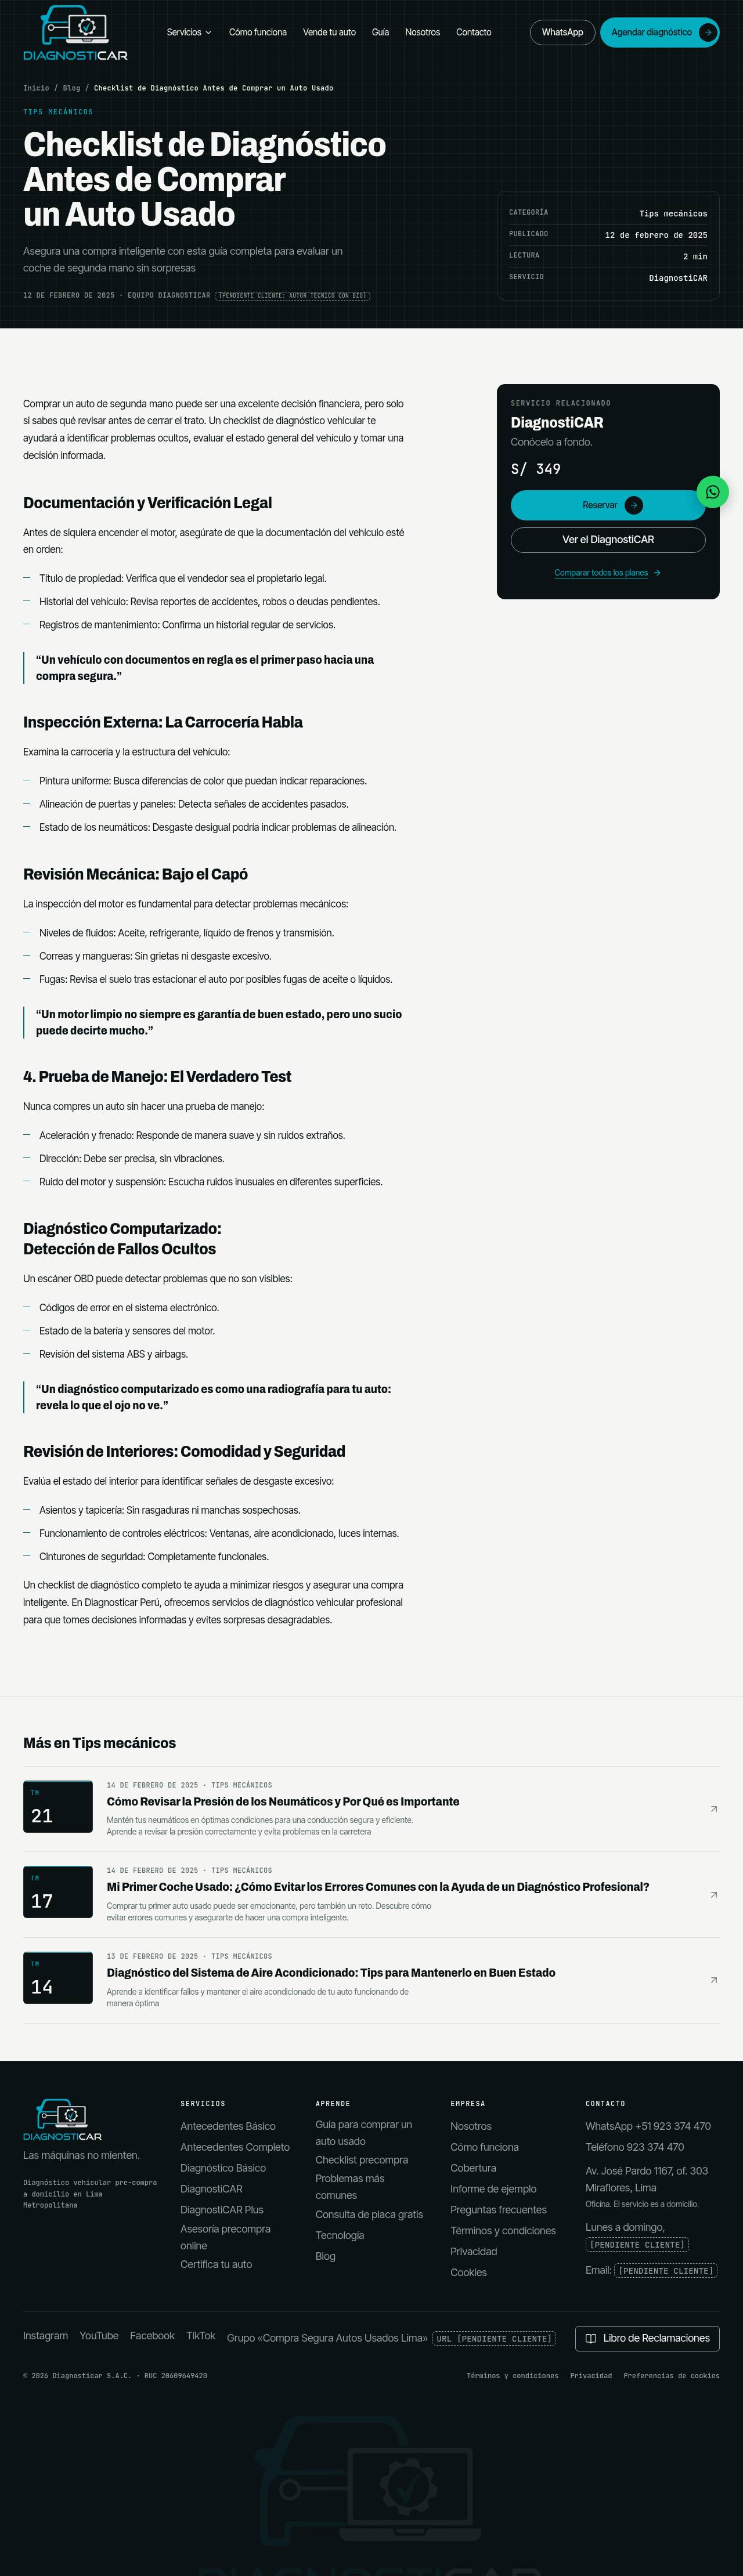 DIAGNOSTICAR
Servicios
Cómo funciona
Vende tu auto
Guía
Nosotros
Contacto
WhatsApp
Agendar diagnóstico
Inicio / Blog / Checklist de Diagnóstico Antes de Comprar un Auto Usado
TIPS MECÁNICOS
Checklist de Diagnóstico
Antes de Comprar
un Auto Usado
Asegura una compra inteligente con esta guía completa para evaluar un
coche de segunda mano sin sorpresas
12 DE FEBRERO DE 2025 · EQUIPO DIAGNOSTICAR [PENDIENTE CLIENTE: AUTOR TÉCNICO CON BIO]
CATEGORÍA Tips mecánicos
PUBLICADO 12 de febrero de 2025
LECTURA 2 min
SERVICIO DiagnostiCAR
Comprar un auto de segunda mano puede ser una excelente decisión financiera, pero solo
si sabes qué revisar antes de cerrar el trato. Un checklist de diagnóstico vehicular te
ayudará a identificar problemas ocultos, evaluar el estado general del vehículo y tomar una
decisión informada.
SERVICIO RELACIONADO
DiagnostiCAR
Conócelo a fondo.
S/ 349
Reservar
Ver el DiagnostiCAR
Comparar todos los planes
Documentación y Verificación Legal
Antes de siquiera encender el motor, asegúrate de que la documentación del vehículo esté
en orden:
Título de propiedad: Verifica que el vendedor sea el propietario legal.
Historial del vehículo: Revisa reportes de accidentes, robos o deudas pendientes.
Registros de mantenimiento: Confirma un historial regular de servicios.
“Un vehículo con documentos en regla es el primer paso hacia una
compra segura.”
Inspección Externa: La Carrocería Habla
Examina la carrocería y la estructura del vehículo:
Pintura uniforme: Busca diferencias de color que puedan indicar reparaciones.
Alineación de puertas y paneles: Detecta señales de accidentes pasados.
Estado de los neumáticos: Desgaste desigual podría indicar problemas de alineación.
Revisión Mecánica: Bajo el Capó
La inspección del motor es fundamental para detectar problemas mecánicos:
Niveles de fluidos: Aceite, refrigerante, líquido de frenos y transmisión.
Correas y mangueras: Sin grietas ni desgaste excesivo.
Fugas: Revisa el suelo tras estacionar el auto por posibles fugas de aceite o líquidos.
“Un motor limpio no siempre es garantía de buen estado, pero uno sucio
puede decirte mucho.”
4. Prueba de Manejo: El Verdadero Test
Nunca compres un auto sin hacer una prueba de manejo:
Aceleración y frenado: Responde de manera suave y sin ruidos extraños.
Dirección: Debe ser precisa, sin vibraciones.
Ruido del motor y suspensión: Escucha ruidos inusuales en diferentes superficies.
Diagnóstico Computarizado:
Detección de Fallos Ocultos
Un escáner OBD puede detectar problemas que no son visibles:
Códigos de error en el sistema electrónico.
Estado de la batería y sensores del motor.
Revisión del sistema ABS y airbags.
“Un diagnóstico computarizado es como una radiografía para tu auto:
revela lo que el ojo no ve.”
Revisión de Interiores: Comodidad y Seguridad
Evalúa el estado del interior para identificar señales de desgaste excesivo:
Asientos y tapicería: Sin rasgaduras ni manchas sospechosas.
Funcionamiento de controles eléctricos: Ventanas, aire acondicionado, luces internas.
Cinturones de seguridad: Completamente funcionales.
Un checklist de diagnóstico completo te ayuda a minimizar riesgos y asegurar una compra
inteligente. En Diagnosticar Perú, ofrecemos servicios de diagnóstico vehicular profesional
para que tomes decisiones informadas y evites sorpresas desagradables.
Más en Tips mecánicos
TM
21
14 DE FEBRERO DE 2025 · TIPS MECÁNICOS
Cómo Revisar la Presión de los Neumáticos y Por Qué es Importante
Mantén tus neumáticos en óptimas condiciones para una conducción segura y eficiente.
Aprende a revisar la presión correctamente y evita problemas en la carretera
TM
17
14 DE FEBRERO DE 2025 · TIPS MECÁNICOS
Mi Primer Coche Usado: ¿Cómo Evitar los Errores Comunes con la Ayuda de un Diagnóstico Profesional?
Comprar tu primer auto usado puede ser emocionante, pero también un reto. Descubre cómo
evitar errores comunes y asegurarte de hacer una compra inteligente.
TM
14
13 DE FEBRERO DE 2025 · TIPS MECÁNICOS
Diagnóstico del Sistema de Aire Acondicionado: Tips para Mantenerlo en Buen Estado
Aprende a identificar fallos y mantener el aire acondicionado de tu auto funcionando de
manera óptima
DIAGNOSTICAR
Las máquinas no mienten.
Diagnóstico vehicular pre-compra
a domicilio en Lima
Metropolitana
SERVICIOS
Antecedentes Básico
Antecedentes Completo
Diagnóstico Básico
DiagnostiCAR
DiagnostiCAR Plus
Asesoría precompra
online
Certifica tu auto
APRENDE
Guía para comprar un
auto usado
Checklist precompra
Problemas más
comunes
Consulta de placa gratis
Tecnología
Blog
EMPRESA
Nosotros
Cómo funciona
Cobertura
Informe de ejemplo
Preguntas frecuentes
Términos y condiciones
Privacidad
Cookies
CONTACTO
WhatsApp +51 923 374 470
Teléfono 923 374 470
Av. José Pardo 1167, of. 303
Miraflores, Lima
Oficina. El servicio es a domicilio.
Lunes a domingo,
[PENDIENTE CLIENTE]
Email: [PENDIENTE CLIENTE]
Instagram
YouTube
Facebook
TikTok
Grupo «Compra Segura Autos Usados Lima» URL [PENDIENTE CLIENTE]
Libro de Reclamaciones
© 2026 Diagnosticar S.A.C. · RUC 20609649420
Términos y condiciones
Privacidad
Preferencias de cookies
DIAGNOSTICAR